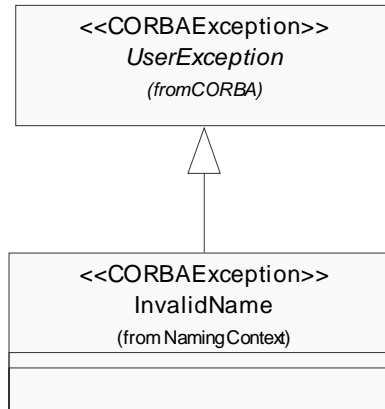 <<CORBAException>>
UserException
(fromCORBA)
<<CORBAException>>
InvalidName
(from NamingContext)